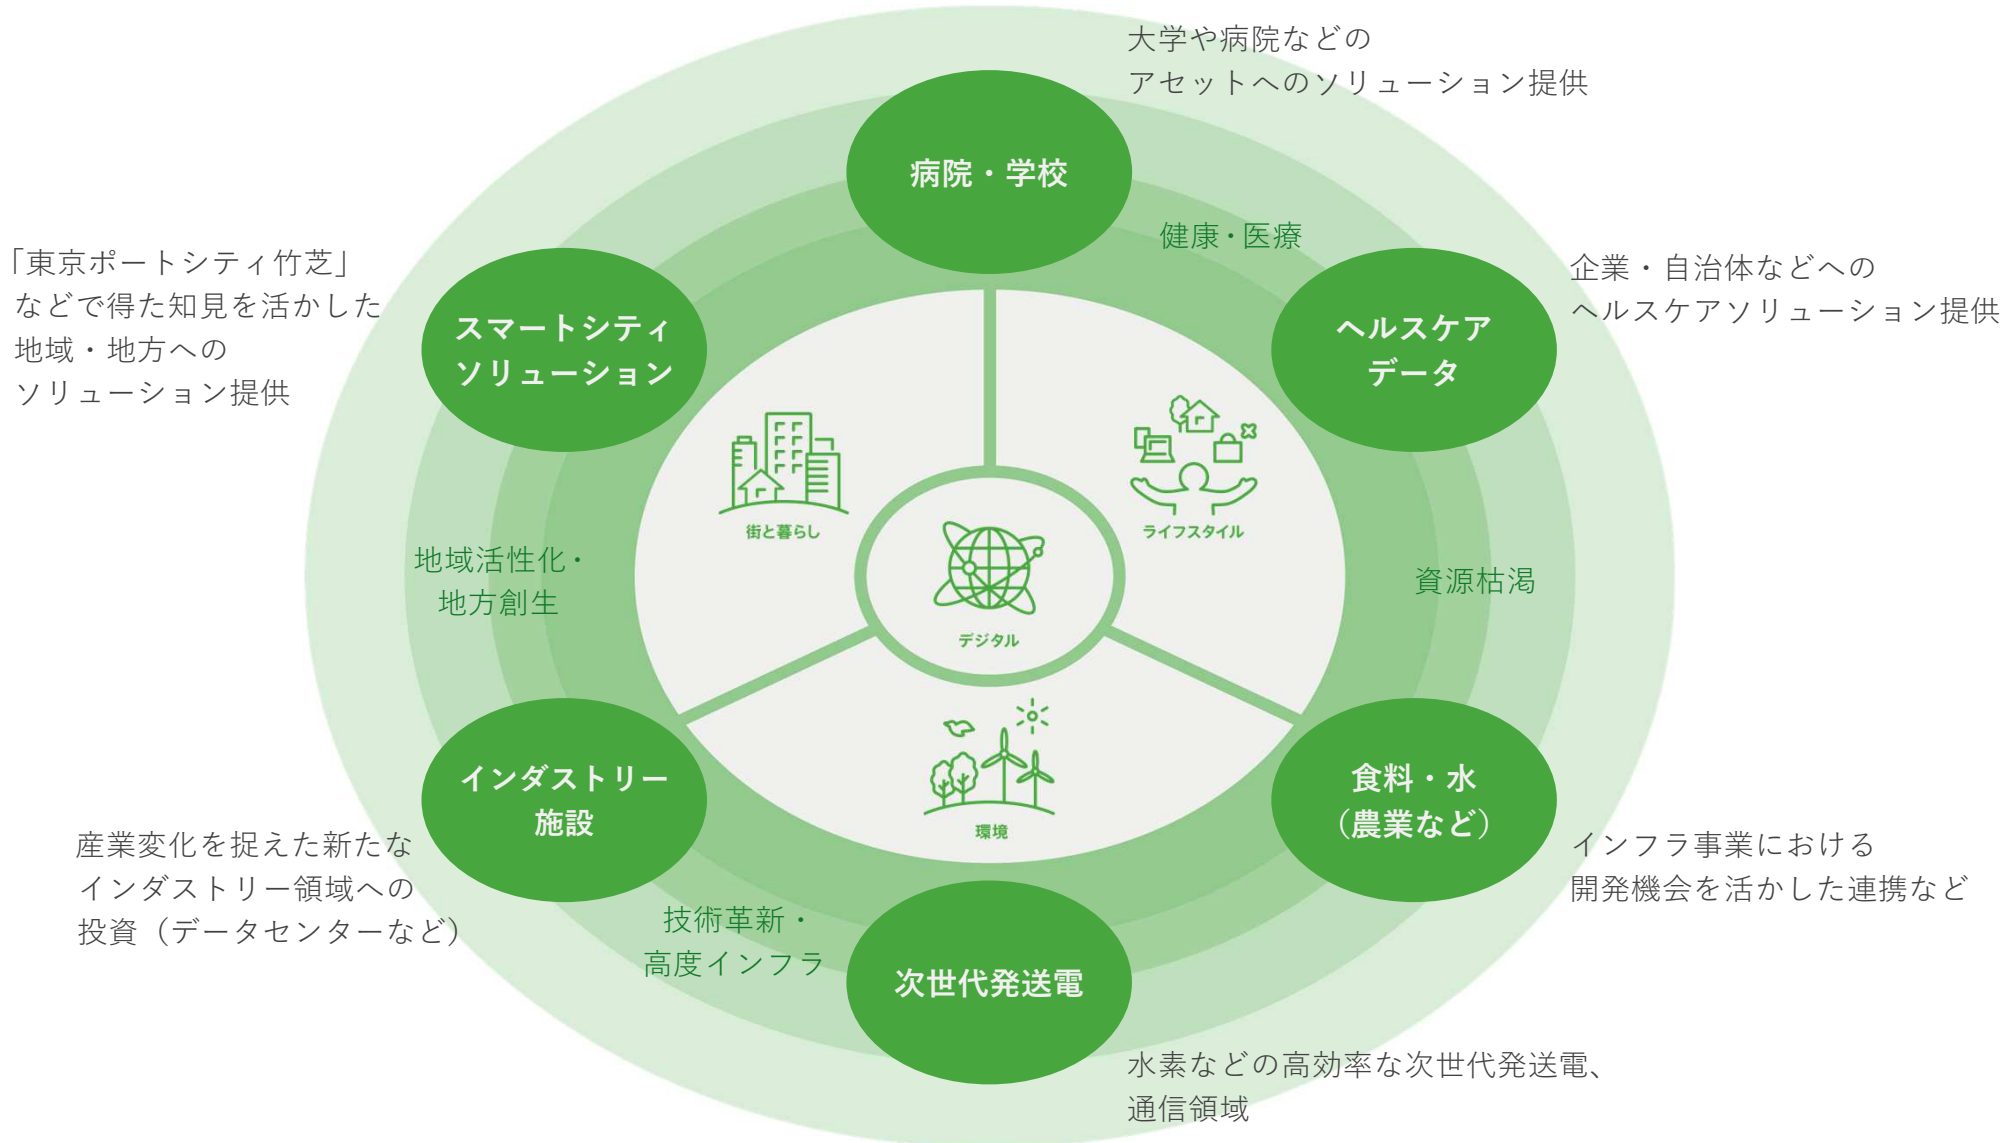 大学や病院などの
アセットへのソリューション提供
病院・学校
健康・医療
「東京ポートシティ竹芝」
などで得た知見を活かした
地域・地方への
ソリューション提供
スマートシティ
ソリューション
ヘルスケア
データ
企業・自治体などへの
ヘルスケアソリューション提供
街と暮らし
ライフスタイル
デジタル
環境
地域活性化・
地方創生
資源枯渇
インダストリー
施設
産業変化を捉えた新たな
インダストリー領域への
投資（データセンターなど）
技術革新・
高度インフラ
次世代発送電
水素などの高効率な次世代発送電、
通信領域
食料・水
（農業など）
インフラ事業における
開発機会を活かした連携など